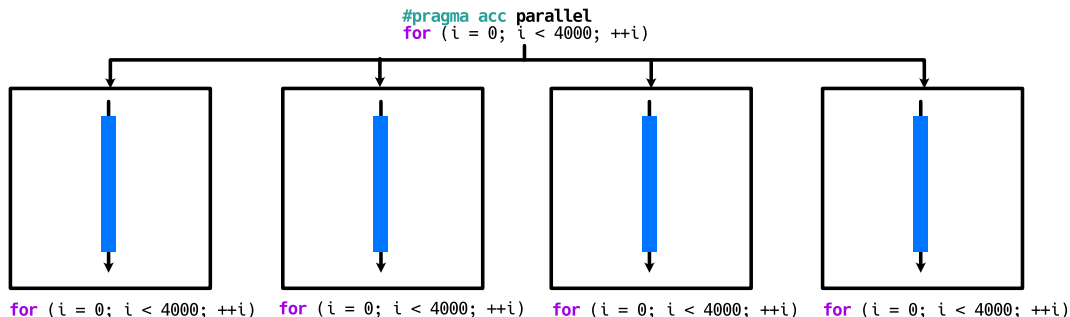 #pragma acc parallel
for (i = 0; i < 4000; ++i)
for (i = 0; i < 4000; ++i)
for (i = 0; i < 4000; ++i)
for (i = 0; i < 4000; ++i)
for (i = 0; i < 4000; ++i)